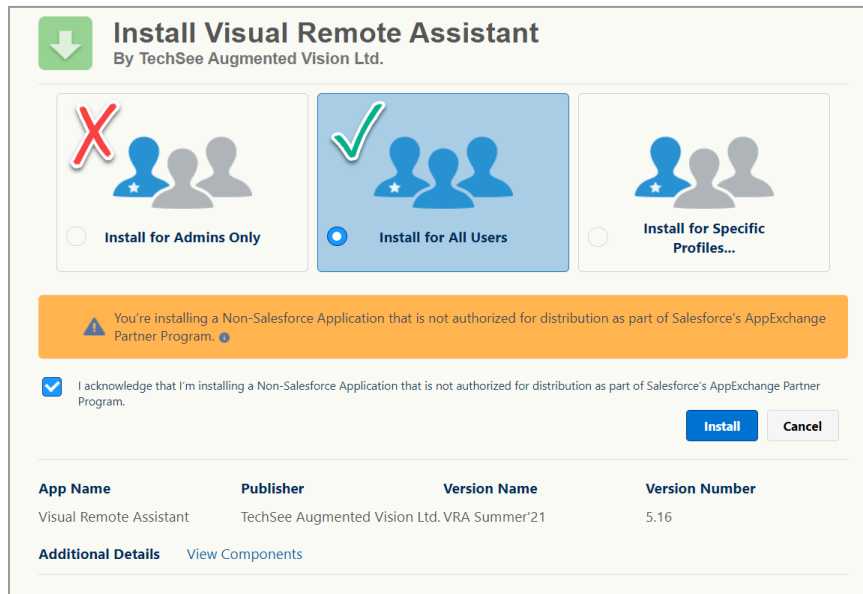 Install Visual Remote Assistant
By TechSee Augmented Vision Ltd.
Install for Admins Only
Install for All Users
Install for Specific
Profiles...
You're installing a Non-Salesforce Application that is not authorized for distribution as part of Salesforce's AppExchange
Partner Program.
I acknowledge that I'm installing a Non-Salesforce Application that is not authorized for distribution as part of Salesforce's AppExchange Partner
Program.
Install Cancel
App Name Publisher Version Name Version Number
Visual Remote Assistant TechSee Augmented Vision Ltd. VRA Summer'21 5.16
Additional Details View Components